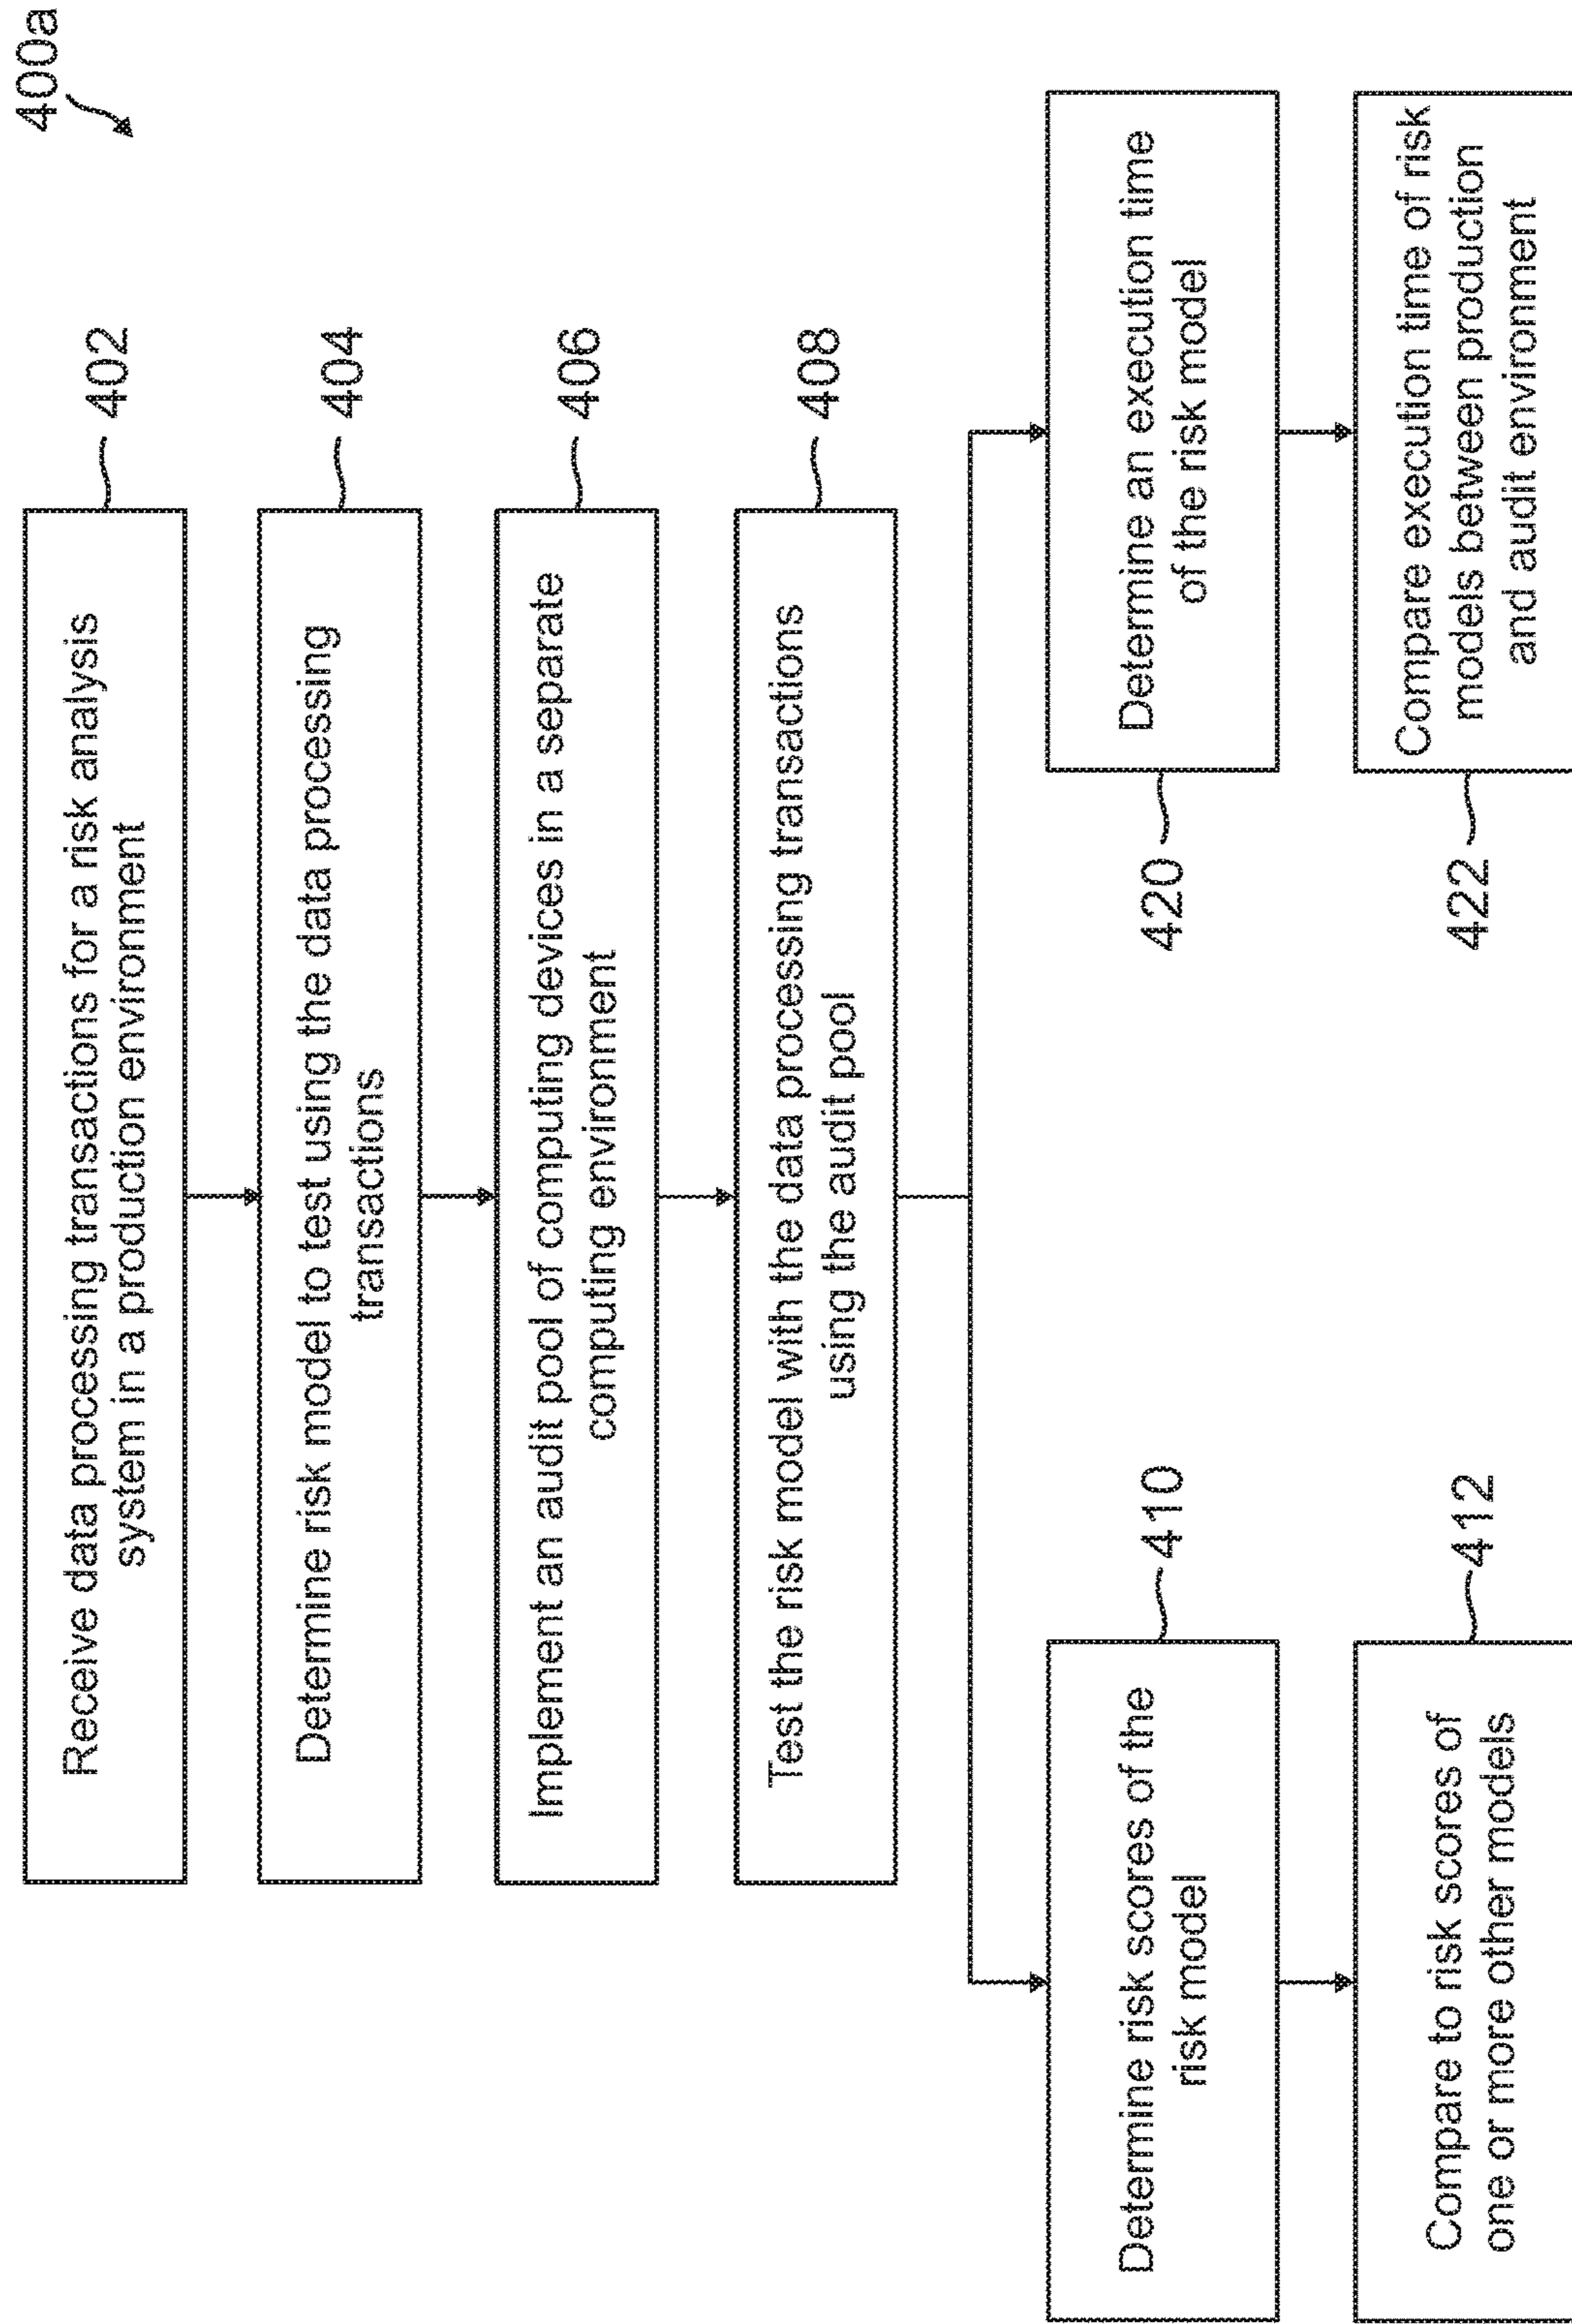 400a
Receive data processing transactions for a risk analysis
system in a production environment
402
Determine risk model to test using the data processing
transactions
404
Implement an audit pool of computing devices in a separate
computing environment
406
Test the risk model with the data processing transactions
using the audit pool
408
Determine risk scores of the
risk model
410
Compare to risk scores of
one or more other models
412
Determine an execution time
of the risk model
420
Compare execution time of risk
models between production
and audit environment
422